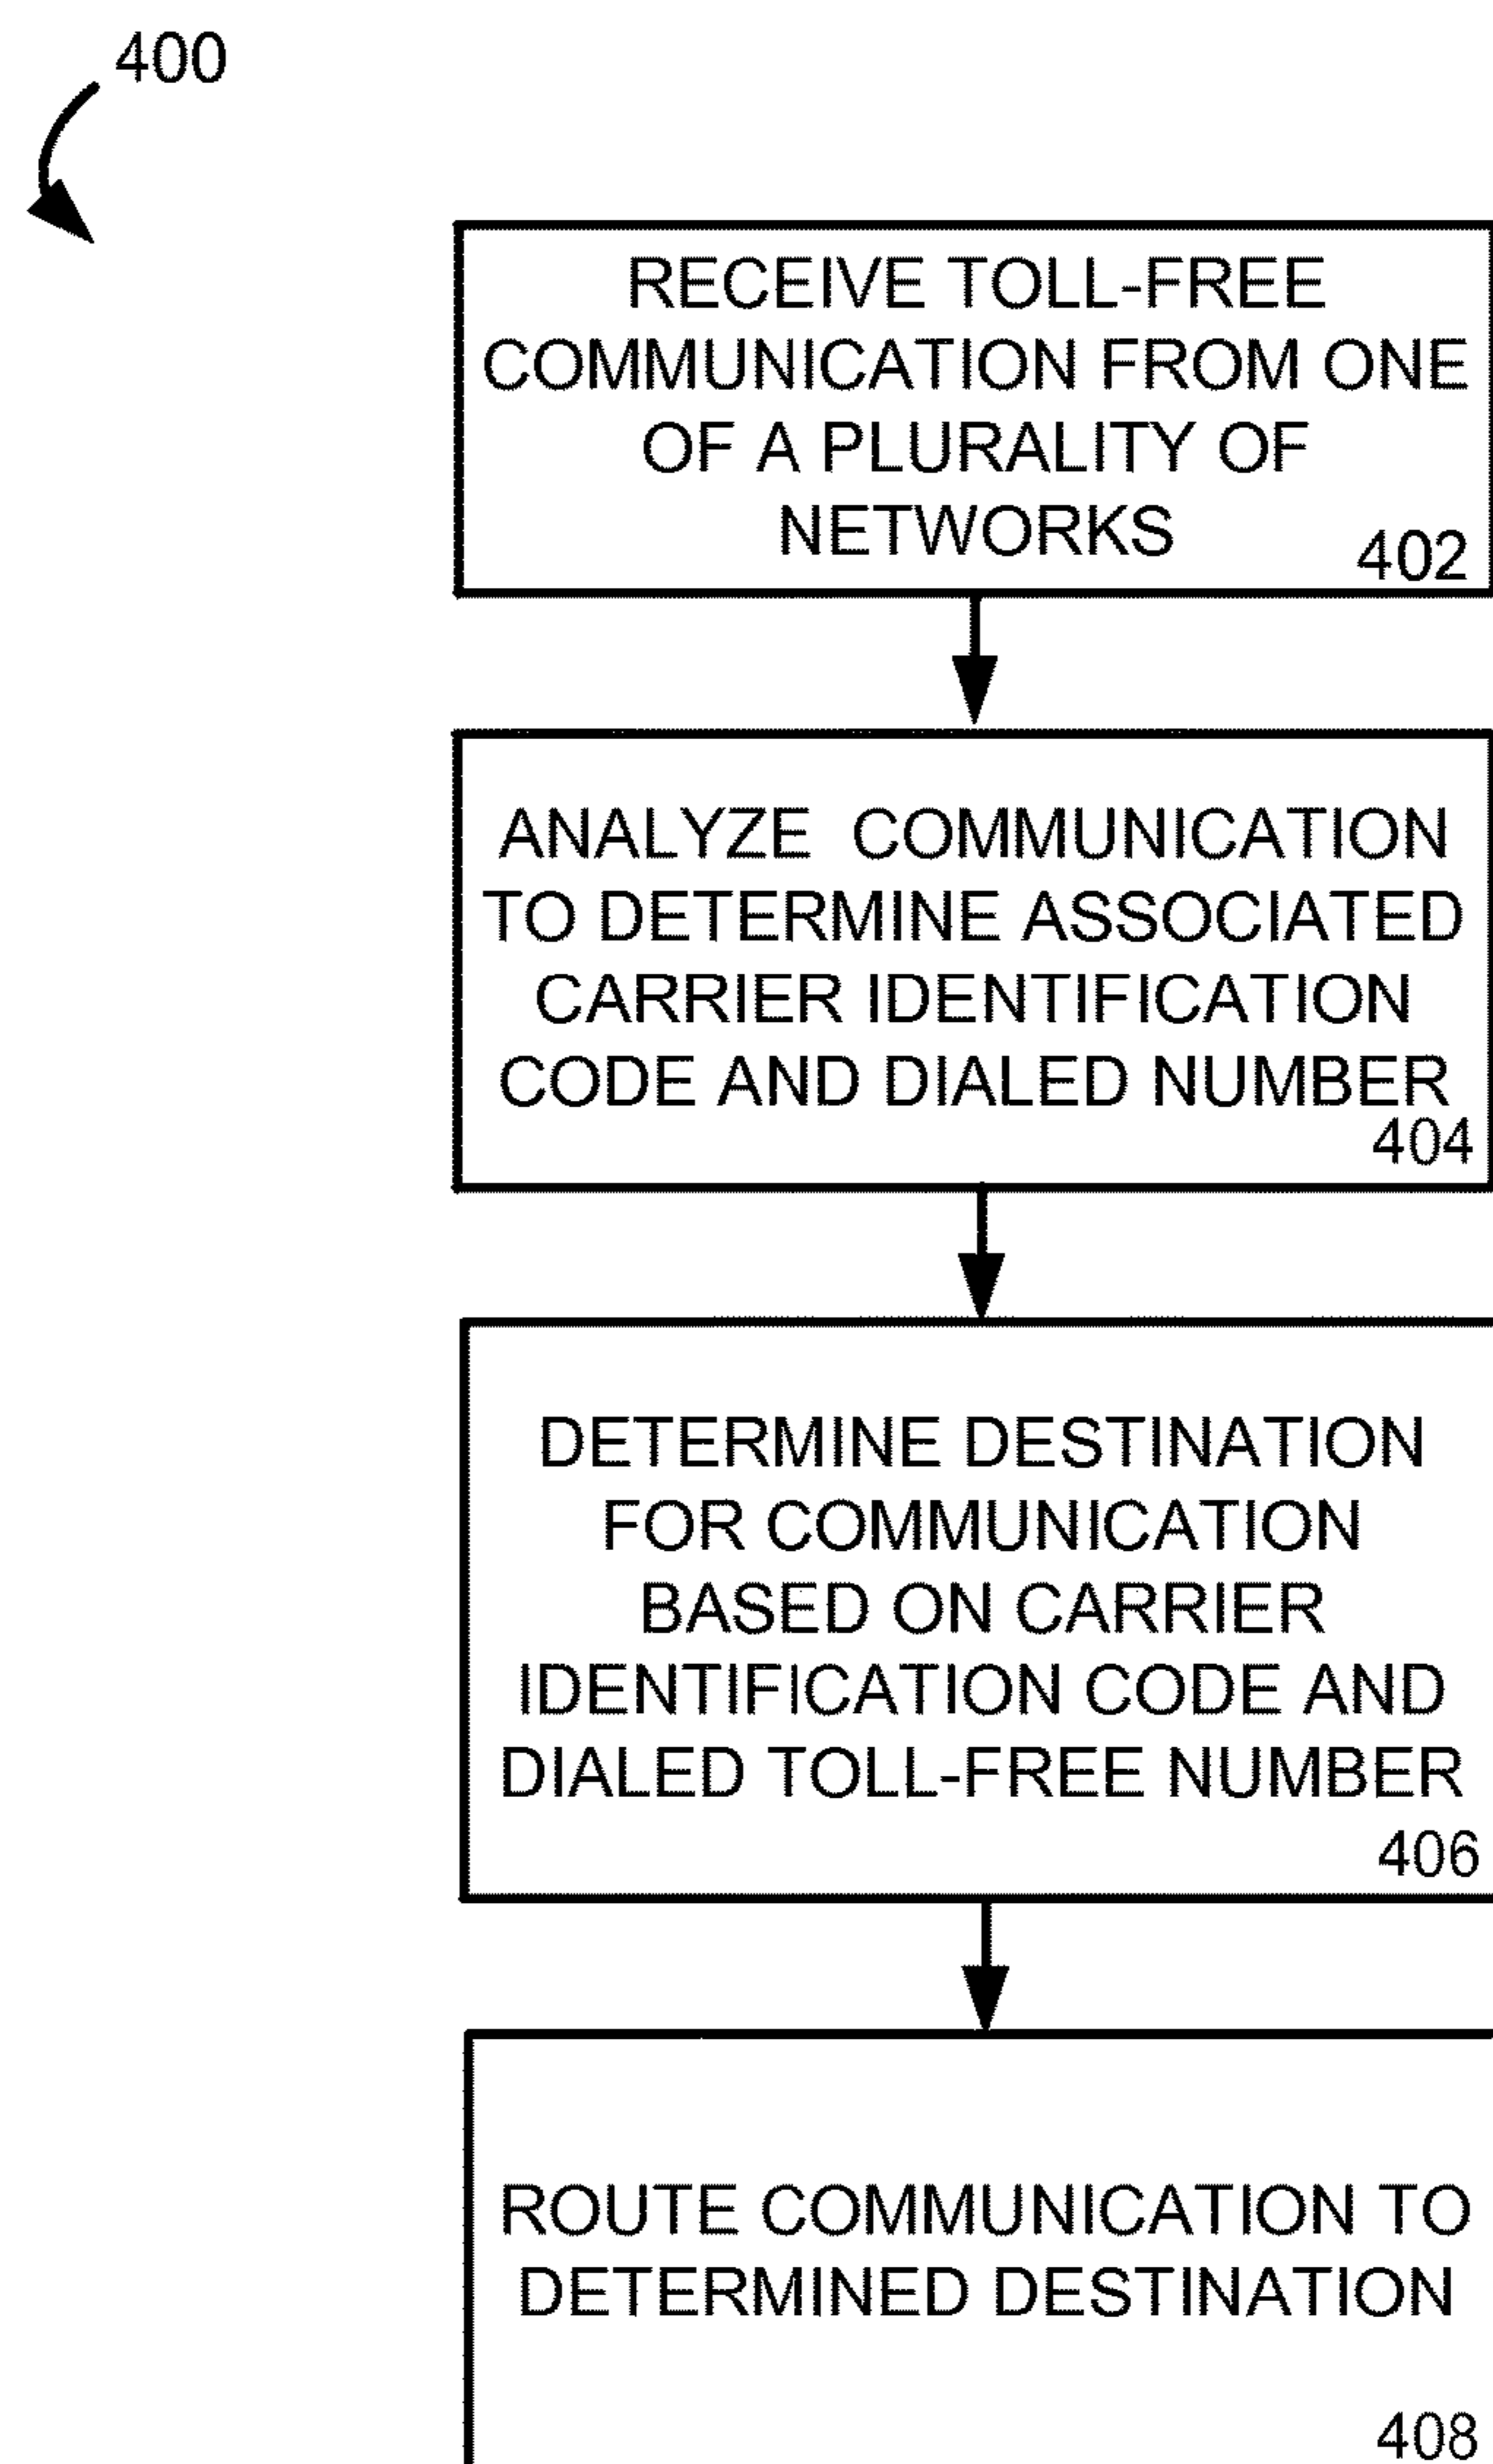 400
RECEIVE TOLL-FREE
COMMUNICATION FROM ONE
OF A PLURALITY OF
NETWORKS
402
ANALYZE COMMUNICATION
TO DETERMINE ASSOCIATED
CARRIER IDENTIFICATION
CODE AND DIALED NUMBER
404
DETERMINE DESTINATION
FOR COMMUNICATION
BASED ON CARRIER
IDENTIFICATION CODE AND
DIALED TOLL-FREE NUMBER
406
ROUTE COMMUNICATION TO
DETERMINED DESTINATION
408